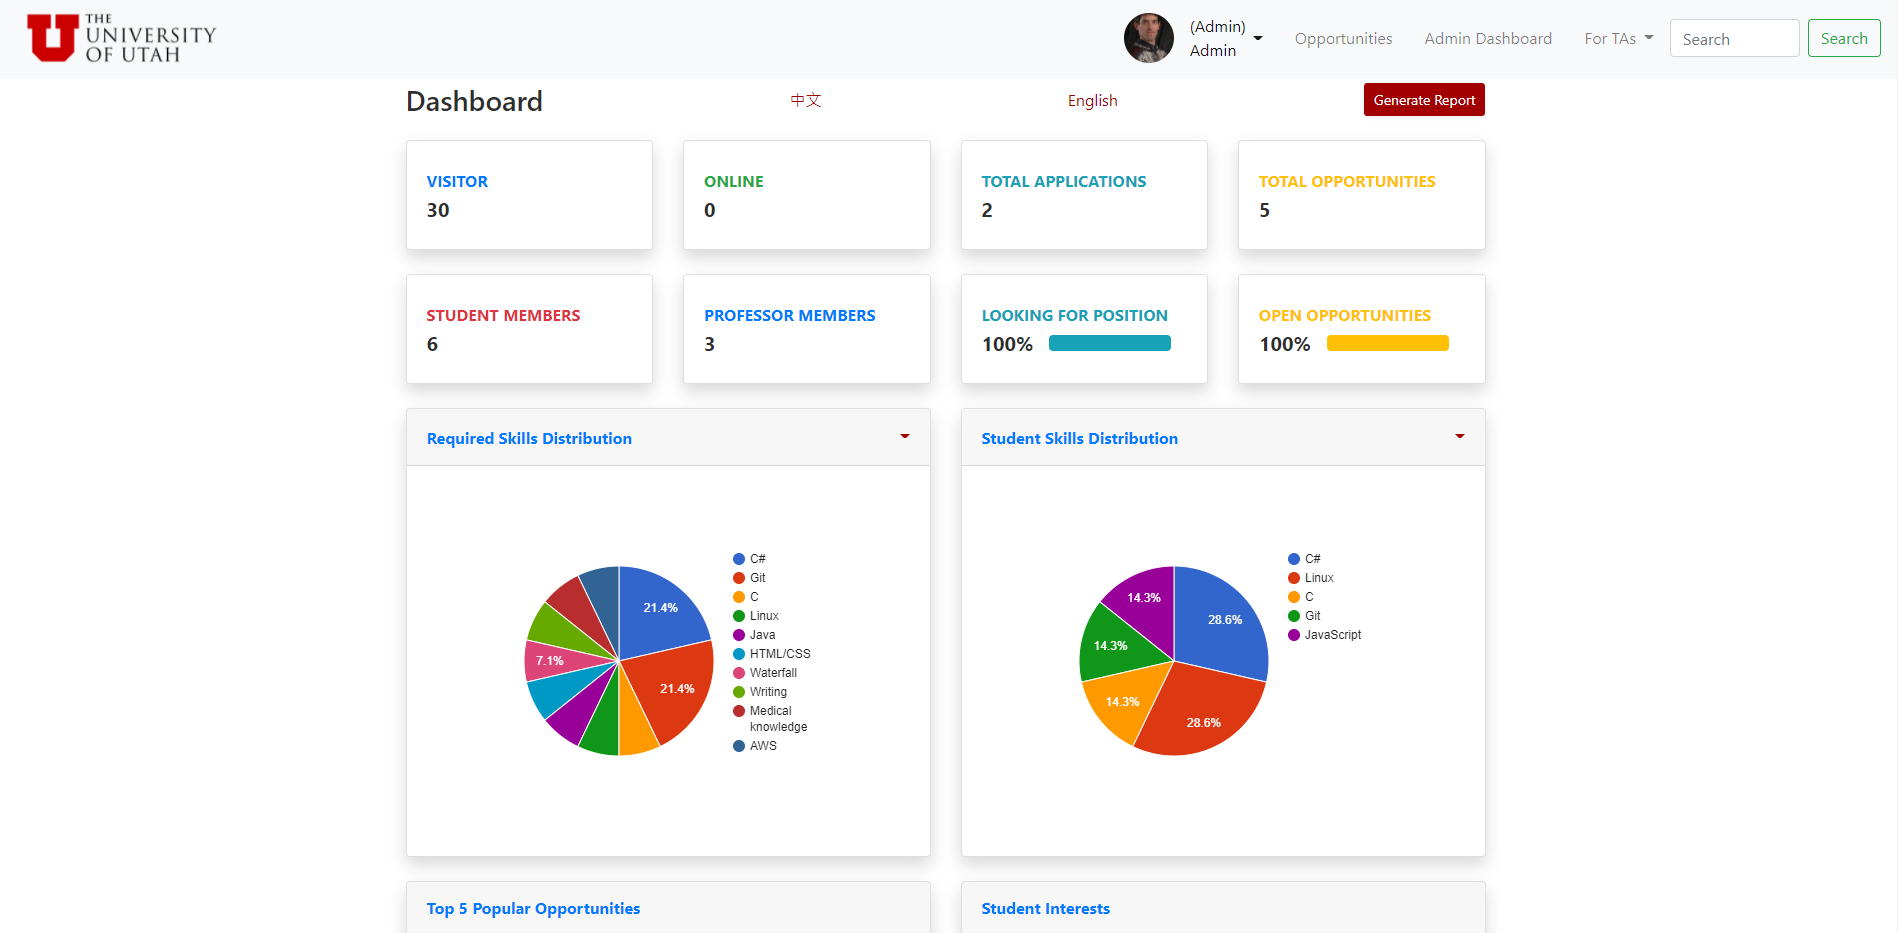 THE
UNIVERSITY
OF UTAH
(Admin)
Admin
Opportunities
Admin Dashboard
For TAs
Search
Search
Dashboard
中文
English
Generate Report
VISITOR
30
ONLINE
0
TOTAL APPLICATIONS
2
TOTAL OPPORTUNITIES
5
STUDENT MEMBERS
6
PROFESSOR MEMBERS
3
LOOKING FOR POSITION
100%
OPEN OPPORTUNITIES
100%
Required Skills Distribution
21.4%
21.4%
7.1%
C#
Git
C
Linux
Java
HTML/CSS
Waterfall
Writing
Medical
knowledge
AWS
Student Skills Distribution
14.3%
28.6%
14.3%
14.3%
28.6%
C#
Linux
C
Git
JavaScript
Top 5 Popular Opportunities
Student Interests